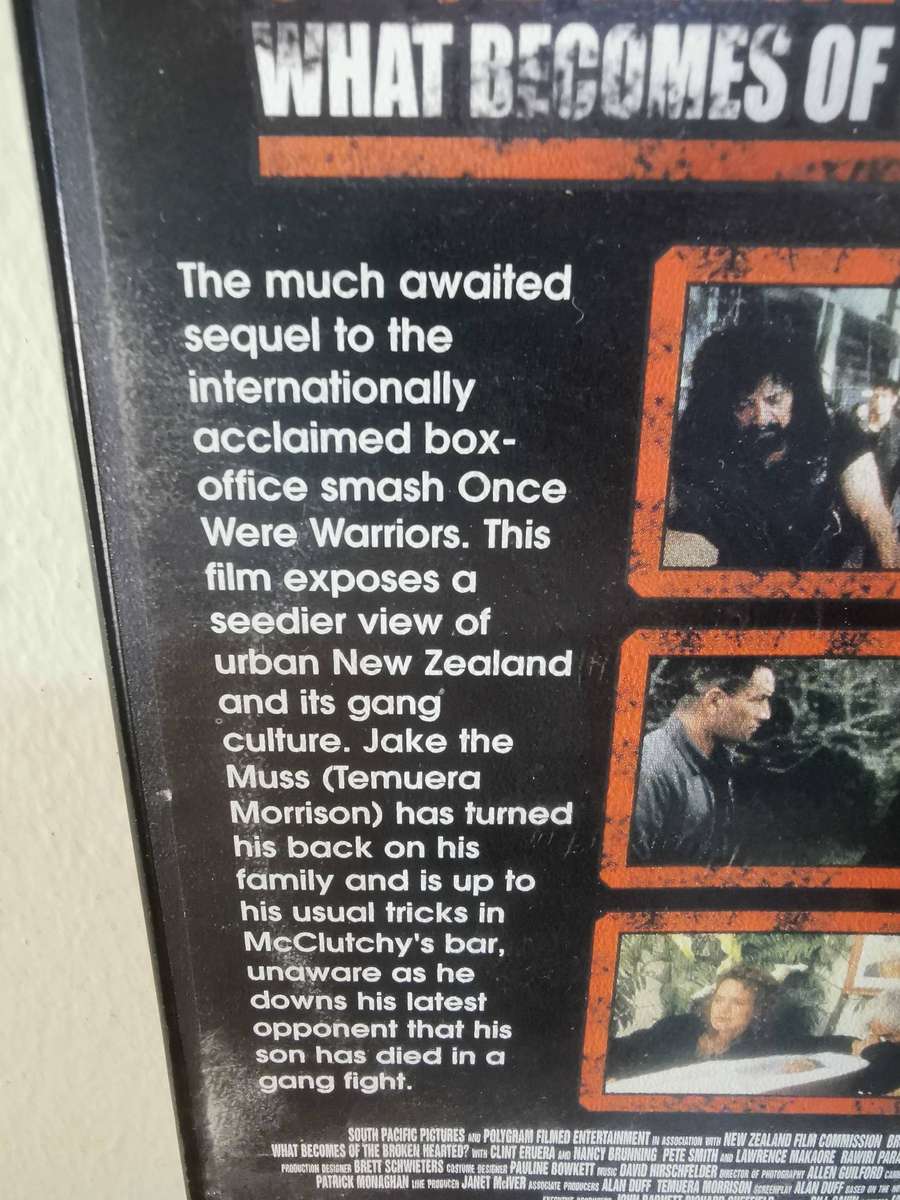 WHAT BECOMES OF
The much awaited
sequel to the
internationally
acclaimed box-
office smash Once
Were Warriors. This
film exposes a
seedier view of
urban New Zealand
and its gang
culture. Jake the
Muss (Temuera
Morrison) has turned
his back on his
family and is up to
his usual tricks in
McClutchy's bar,
unaware as he
downs his latest
opponent that his
son has died in a
gang fight.
SOUTH PACIFIC PICTURES AND POLYGRAM FILMED ENTERTAINMENT IN ASSOCIATION WITH NEW ZEALAND FILM COMMISSION
WHAT BECOMES OF THE BROKEN HEARTED? WITH CLINT ERUERA AND NANCY BRUNNING PETE SMITH AND LAWRENCE MAKAORE RAWIRI
PRODUCTION DESIGNER BRETT SCHWIETERS COSTUME DESIGNER PAULINE BOWKETT MUSIC DAVID HIRSCHFELDER DIRECTOR OF PHOTOGRAPHY ALLEN GUILFORD
PATRICK MONAGHAN LINE PRODUCER JANET McIVER ASSOCIATE PRODUCERS ALAN DUFF TEMUERA MORRISON SCREENPLAY ALAN DUFF BASED ON THE